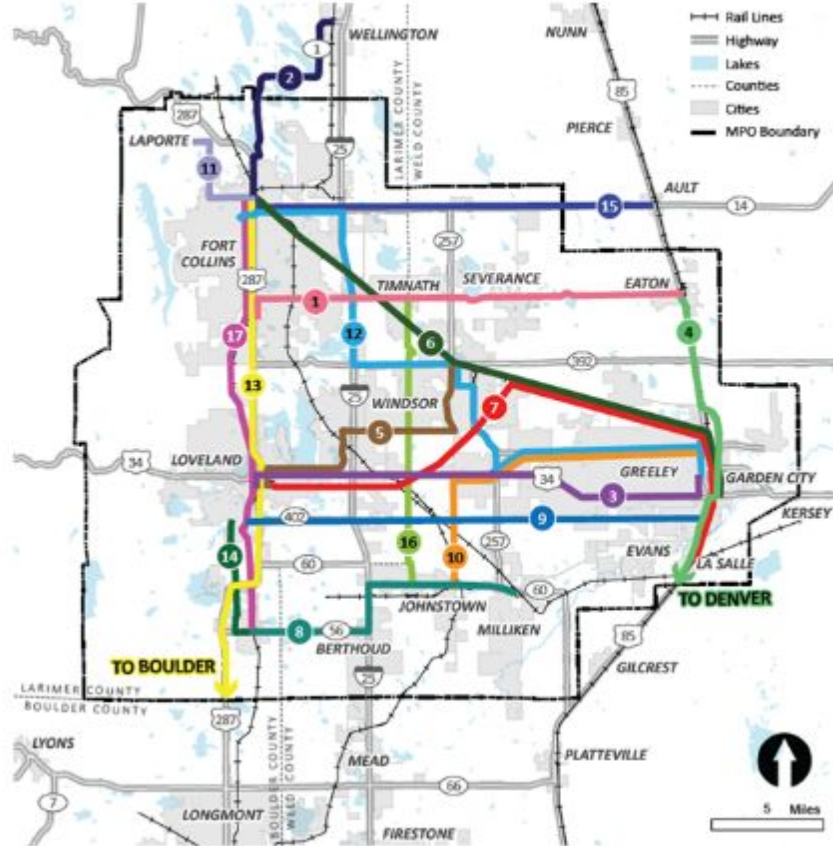 Rail Lines
Highway
Lakes
Counties
Cities
MPO Boundary
WELLINGTON
NUNN
1
2
85
287
LARIMER COUNTY
WELD COUNTY
PIERCE
LAPORTE
25
11
AULT
15
14
257
FORT
COLLINS
287
SEVERANCE
TIMNATH
EATON
1
17
12
6
4
392
13
7
25
WINDSOR
5
LOVELAND
34
GREELEY
34
GARDEN CITY
3
KERSEY
402
9
257
EVANS
14
16
10
60
LA SALLE
60
TO DENVER
JOHNSTOWN
MILLIKEN
8
56
BERTHOUD
85
TO BOULDER
25
GILCREST
LARIMER COUNTY
BOULDER COUNTY
287
LYONS
BOULDER COUNTY
WELD COUNTY
MEAD
PLATTEVILLE
7
66
5 Miles
LONGMONT
FIRESTONE